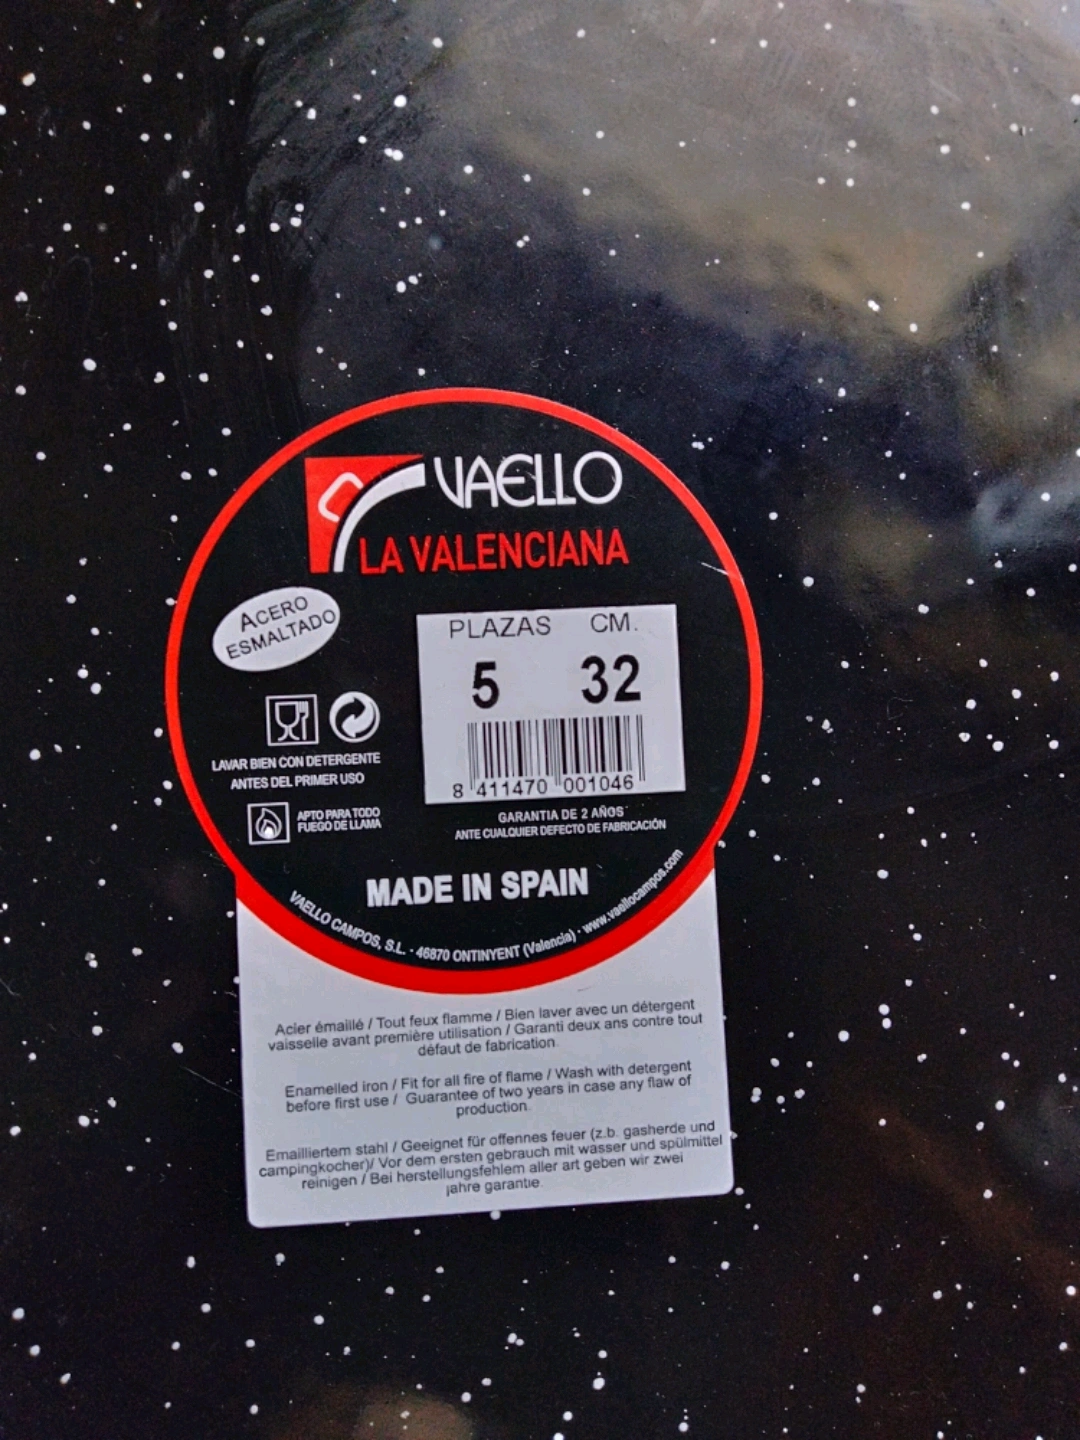 VAELLO
LA VALENCIANA
ACERO
ESMALTADO
PLAZAS CM.
5 32
8 411470 001046
LAVAR BIEN CON DETERGENTE
ANTES DEL PRIMER USO
APTO PARA TODO
FUEGO DE LLAMA
GARANTIA DE 2 AÑOS
ANTE CUALQUIER DEFECTO DE FABRICACIÓN
MADE IN SPAIN
VAELLO CAMPOS, S.L. · 46870 ONTINYENT (Valencia) · www.vaellocampos.com
Acier émaillé / Tout feux flamme / Bien laver avec un détergent
vaisselle avant première utilisation / Garanti deux ans contre tout
défaut de fabrication.
Enamelled iron / Fit for all fire of flame / Wash with detergent
before first use / Guarantee of two years in case any flaw of
production.
Emailliertem stahl / Geeignet für offennes feuer (z.b. gasherde und
campingkocher)/ Vor dem ersten gebrauch mit wasser und spülmittel
reinigen / Bei herstellungsfehlem aller art geben wir zwei
jahre garantie.